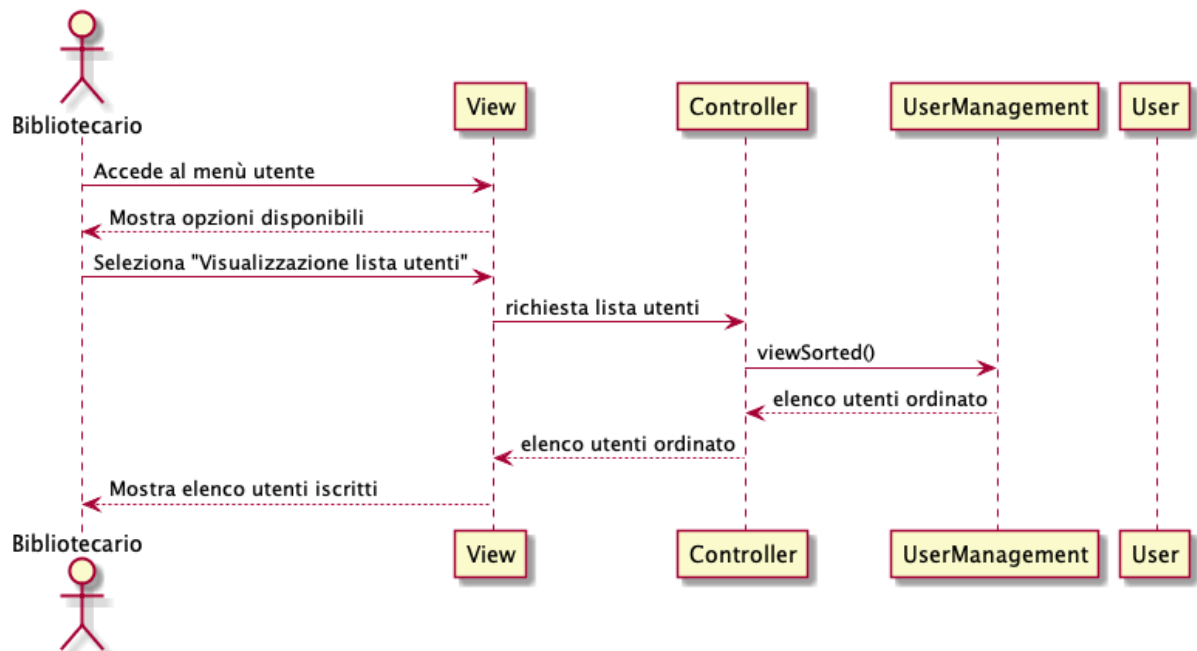 Bibliotecario
View
Controller
UserManagement
User
Accede al menù utente
Mostra opzioni disponibili
Seleziona "Visualizzazione lista utenti"
richiesta lista utenti
viewSorted()
elenco utenti ordinato
elenco utenti ordinato
Mostra elenco utenti iscritti
Bibliotecario
View
Controller
UserManagement
User